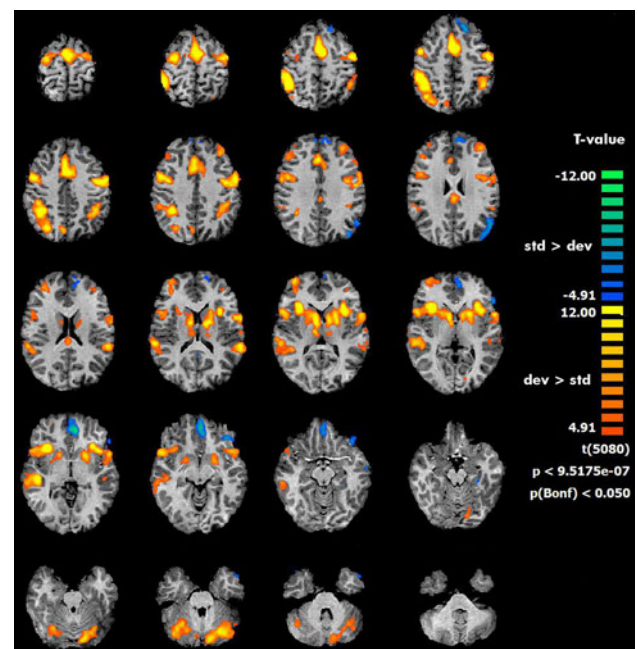 T-value
-12.00
std > dev
-4.91
12.00
dev > std
4.91
t(5080)
p < 9.5175e-07
p(Bonf) < 0.050